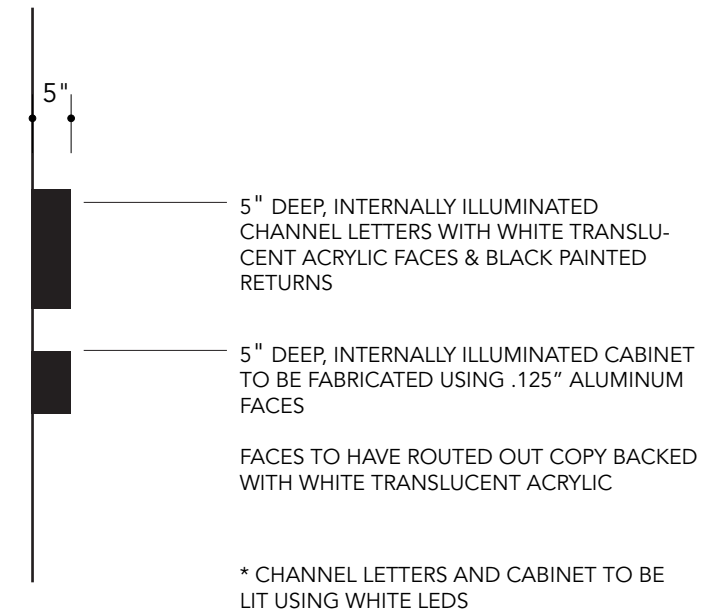 5"
5" DEEP, INTERNALLY ILLUMINATED
CHANNEL LETTERS WITH WHITE TRANSLU-
CENT ACRYLIC FACES & BLACK PAINTED
RETURNS
5" DEEP, INTERNALLY ILLUMINATED CABINET
TO BE FABRICATED USING .125” ALUMINUM
FACES
FACES TO HAVE ROUTED OUT COPY BACKED
WITH WHITE TRANSLUCENT ACRYLIC
* CHANNEL LETTERS AND CABINET TO BE
LIT USING WHITE LEDS